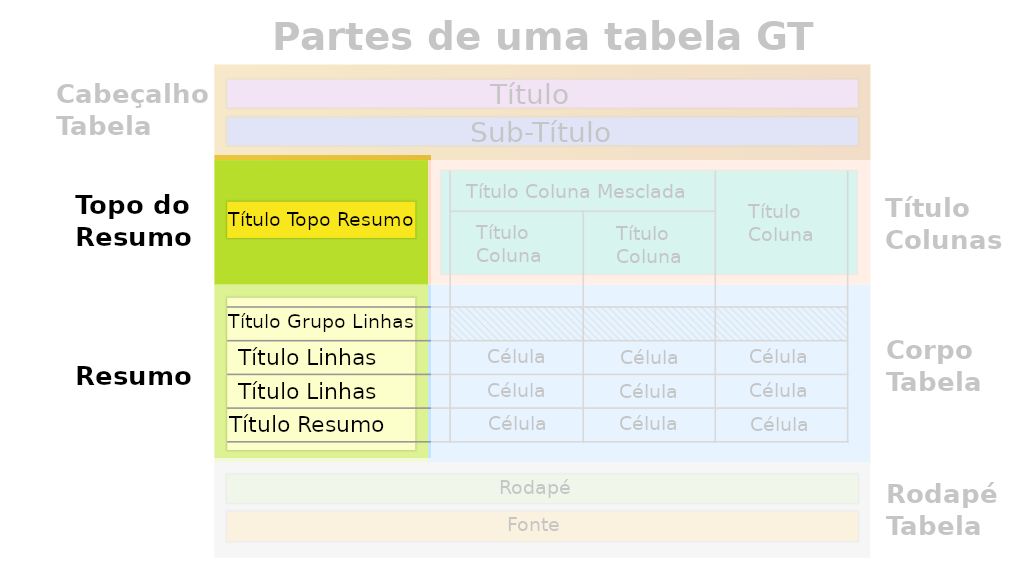 Partes de uma tabela GT
Cabeçalho
Tabela
Título
Sub-Título
Topo do
Resumo
Título Topo Resumo
Título Coluna Mesclada
Título
Coluna
Título
Coluna
Título
Coluna
Título
Colunas
Resumo
Título Grupo Linhas
Título Linhas
Célula
Célula
Célula
Título Linhas
Célula
Célula
Célula
Título Resumo
Célula
Célula
Célula
Corpo
Tabela
Rodapé
Fonte
Rodapé
Tabela